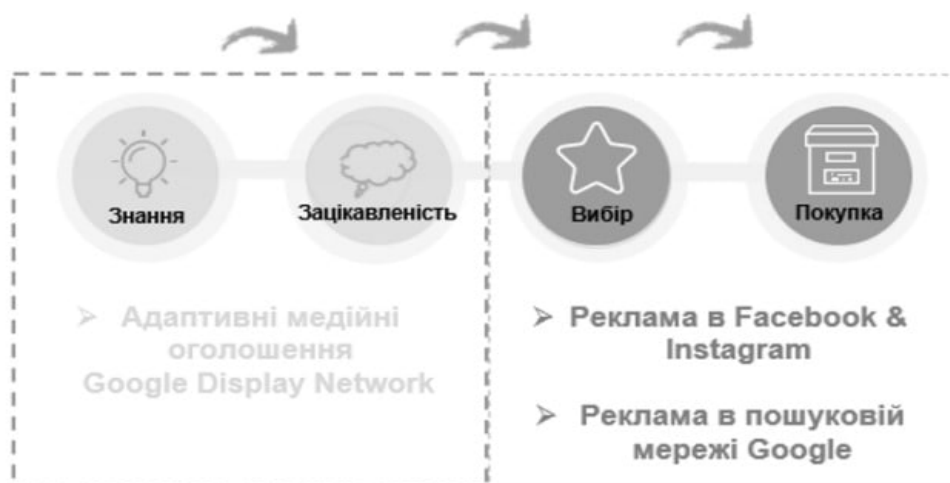 Знання
Зацікавленість
Вибір
Покупка
➢ Адаптивні медійні
оголошення
Google Display Network
➢ Реклама в Facebook &
Instagram
➢ Реклама в пошуковій
мережі Google